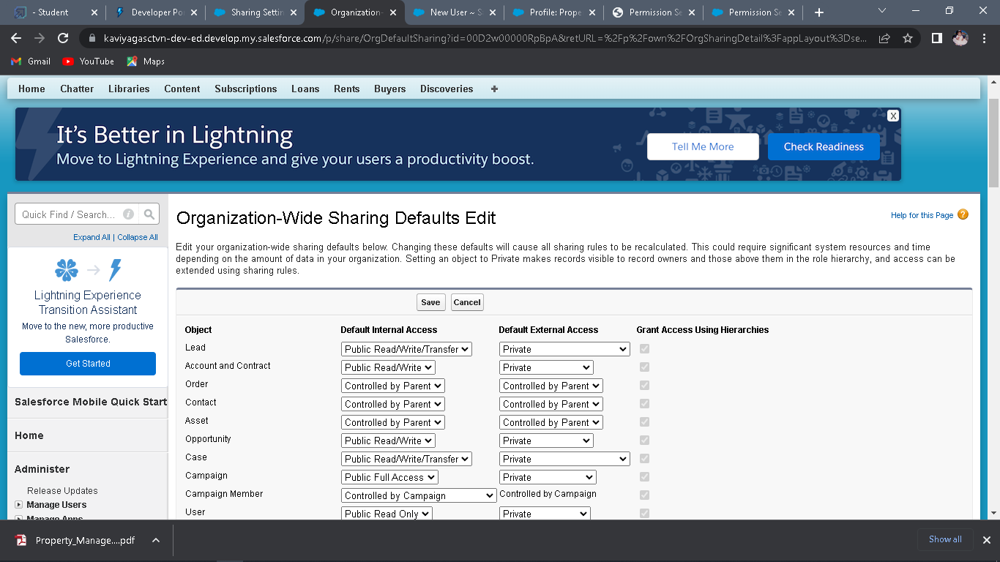 - Student
Developer Po
Sharing Settin
Organization-
New User ~ S
Profile: Prope
Permission Se
Permission Se
kaviyagasctvn-dev-ed.develop.my.salesforce.com/p/share/OrgDefaultSharing?id=00D2w00000RpBpA&retURL=%2Fp%2Fown%2FOrgSharingDetail%3FappLayout%3Dse...
Gmail
YouTube
Maps
Home
Chatter
Libraries
Content
Subscriptions
Loans
Rents
Buyers
Discoveries
+
It's Better in Lightning
Move to Lightning Experience and give your users a productivity boost.
Tell Me More
Check Readiness
X
Quick Find / Search...
Expand All | Collapse All
Lightning Experience
Transition Assistant
Move to the new, more productive
Salesforce.
Get Started
Salesforce Mobile Quick Start
Home
Administer
Release Updates
Manage Users
Manage Apps
Organization-Wide Sharing Defaults Edit
Help for this Page ?
Edit your organization-wide sharing defaults below. Changing these defaults will cause all sharing rules to be recalculated. This could require significant system resources and time
depending on the amount of data in your organization. Setting an object to Private makes records visible to record owners and those above them in the role hierarchy, and access can be
extended using sharing rules.
Save Cancel
Object Default Internal Access Default External Access Grant Access Using Hierarchies
Lead Public Read/Write/Transfer Private
Account and Contract Public Read/Write Private
Order Controlled by Parent Controlled by Parent
Contact Controlled by Parent Controlled by Parent
Asset Controlled by Parent Controlled by Parent
Opportunity Public Read/Write Private
Case Public Read/Write/Transfer Private
Campaign Public Full Access Private
Campaign Member Controlled by Campaign Controlled by Campaign
User Public Read Only Private
Property_Manage....pdf
Show all